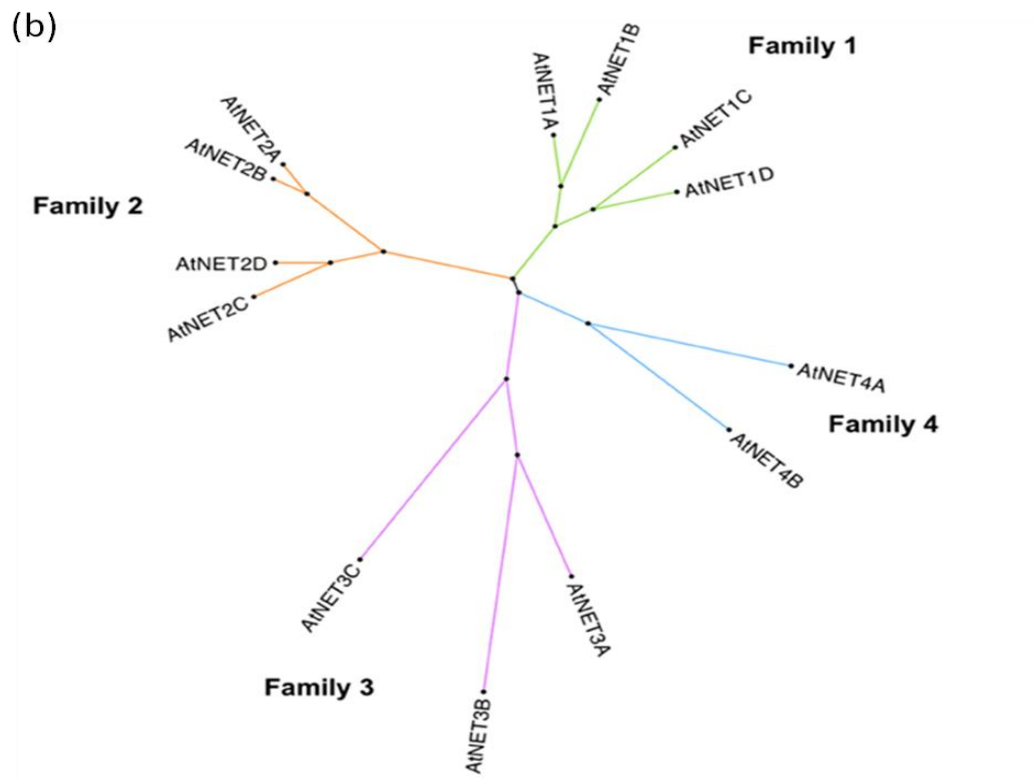 (b)
Family 1
AtNET1A
AtNET1B
AtNET1C
AtNET1D
Family 2
AtNET2A
AtNET2B
AtNET2D
AtNET2C
AtNET4A
Family 4
AtNET4B
AtNET3C
AtNET3A
Family 3
AtNET3B